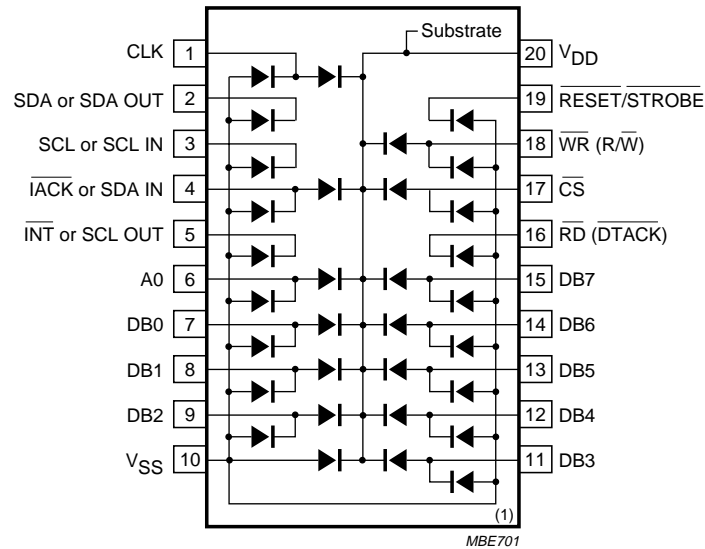 Substrate
CLK 1
SDA or SDA OUT 2
SCL or SCL IN 3
IACK or SDA IN 4
INT or SCL OUT 5
A0 6
DB0 7
DB1 8
DB2 9
VSS 10
20 VDD
19 RESET/STROBE
18 WR (R/W)
17 CS
16 RD (DTACK)
15 DB7
14 DB6
13 DB5
12 DB4
11 DB3
(1)
MBE701